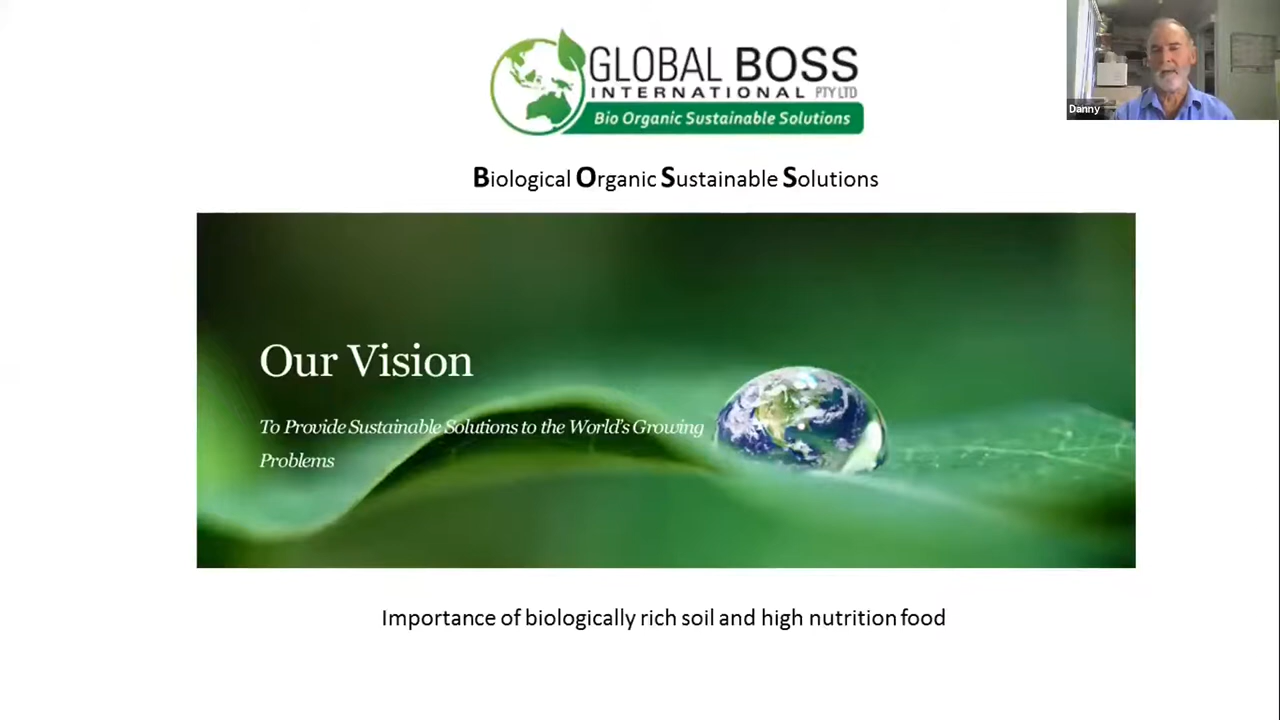 GLOBAL BOSS
INTERNATIONAL PTY LTD
Bio Organic Sustainable Solutions
Danny
Biological Organic Sustainable Solutions
Our Vision
To Provide Sustainable Solutions to the World's Growing
Problems
Importance of biologically rich soil and high nutrition food